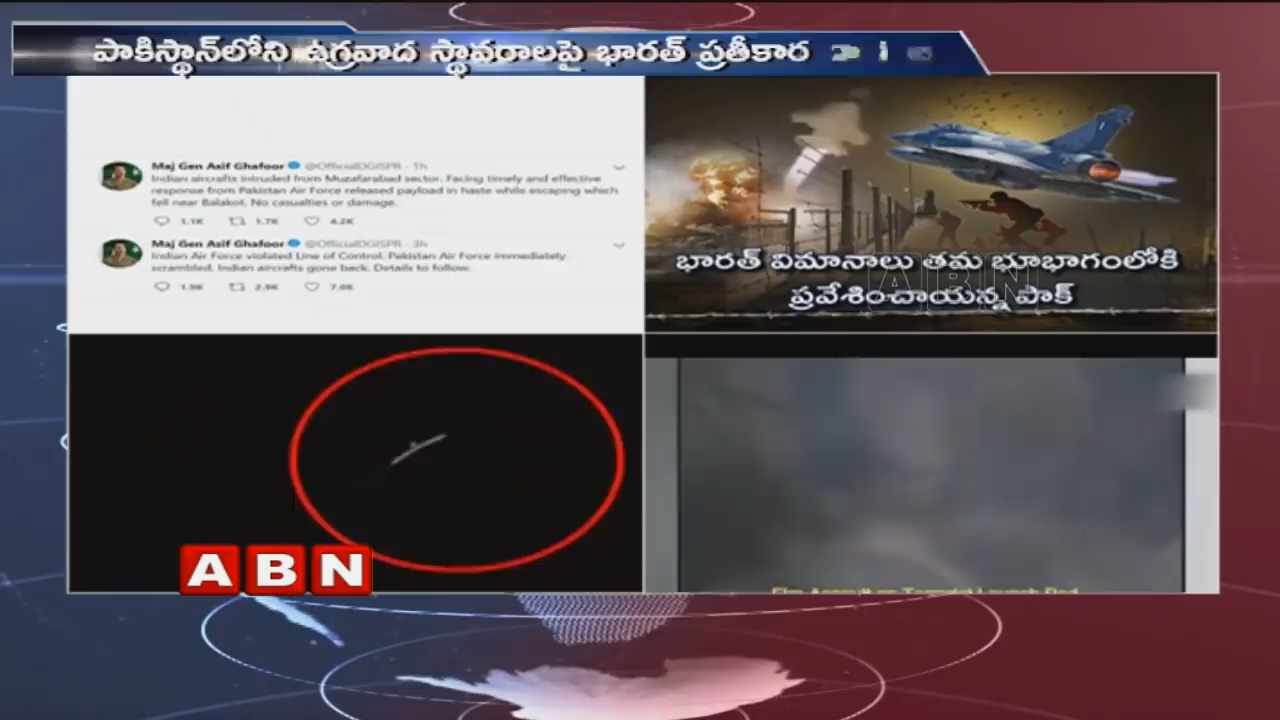 పాకిస్థాన్‌లోని ఉగ్రవాద స్థావరాలపై భారత్ ప్రతీకార
Maj Gen Asif Ghafoor @OfficialDGISPR · 1h
Indian aircrafts intruded from Muzafarabad sector. Facing timely and effective
response from Pakistan Air Force released payload in haste while escaping which
fell near Balakot. No casualties or damage.
1.1K 1.7K 4.2K
Maj Gen Asif Ghafoor @OfficialDGISPR · 3h
Indian Air Force violated Line of Control. Pakistan Air Force immediately
scrambled. Indian aircrafts gone back. Details to follow.
1.9K 2.9K 7.0K
భారత్ విమానాలు తమ భూభాగంలోకి
ప్రవేశించాయన్న పాక్
ABN
ABN